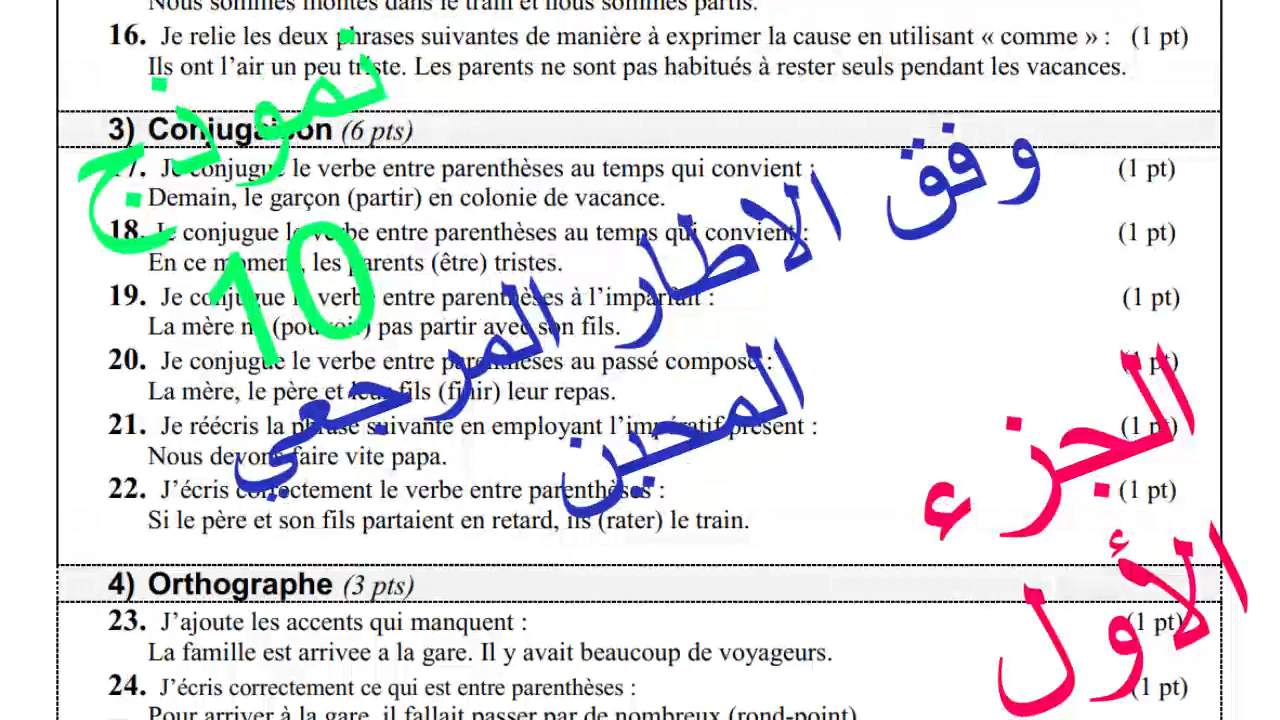 Nous sommes montés dans le train et nous sommes partis.
16. Je relie les deux phrases suivantes de manière à exprimer la cause en utilisant « comme » : (1 pt)
Ils ont l’air un peu triste. Les parents ne sont pas habitués à rester seuls pendant les vacances.
3) Conjugaison (6 pts)
17. Je conjugue le verbe entre parenthèses au temps qui convient : (1 pt)
Demain, le garçon (partir) en colonie de vacance.
18. Je conjugue le verbe entre parenthèses au temps qui convient : (1 pt)
En ce moment, les parents (être) tristes.
19. Je conjugue le verbe entre parenthèses à l’imparfait : (1 pt)
La mère ne (pouvoir) pas partir avec son fils.
20. Je conjugue le verbe entre parenthèses au passé composé : (1 pt)
La mère, le père et leur fils (finir) leur repas.
21. Je réécris la phrase suivante en employant l’impératif présent : (1 pt)
Nous devons faire vite papa.
22. J’écris correctement le verbe entre parenthèses : (1 pt)
Si le père et son fils partaient en retard, ils (rater) le train.
4) Orthographe (3 pts)
23. J’ajoute les accents qui manquent : (1 pt)
La famille est arrivee a la gare. Il y avait beaucoup de voyageurs.
24. J’écris correctement ce qui est entre parenthèses : (1 pt)
Pour arriver à la gare, il fallait passer par de nombreux (rond-point)
نموذج
10
وفق الاطار المرجعي
المحين
الجزء
الأول